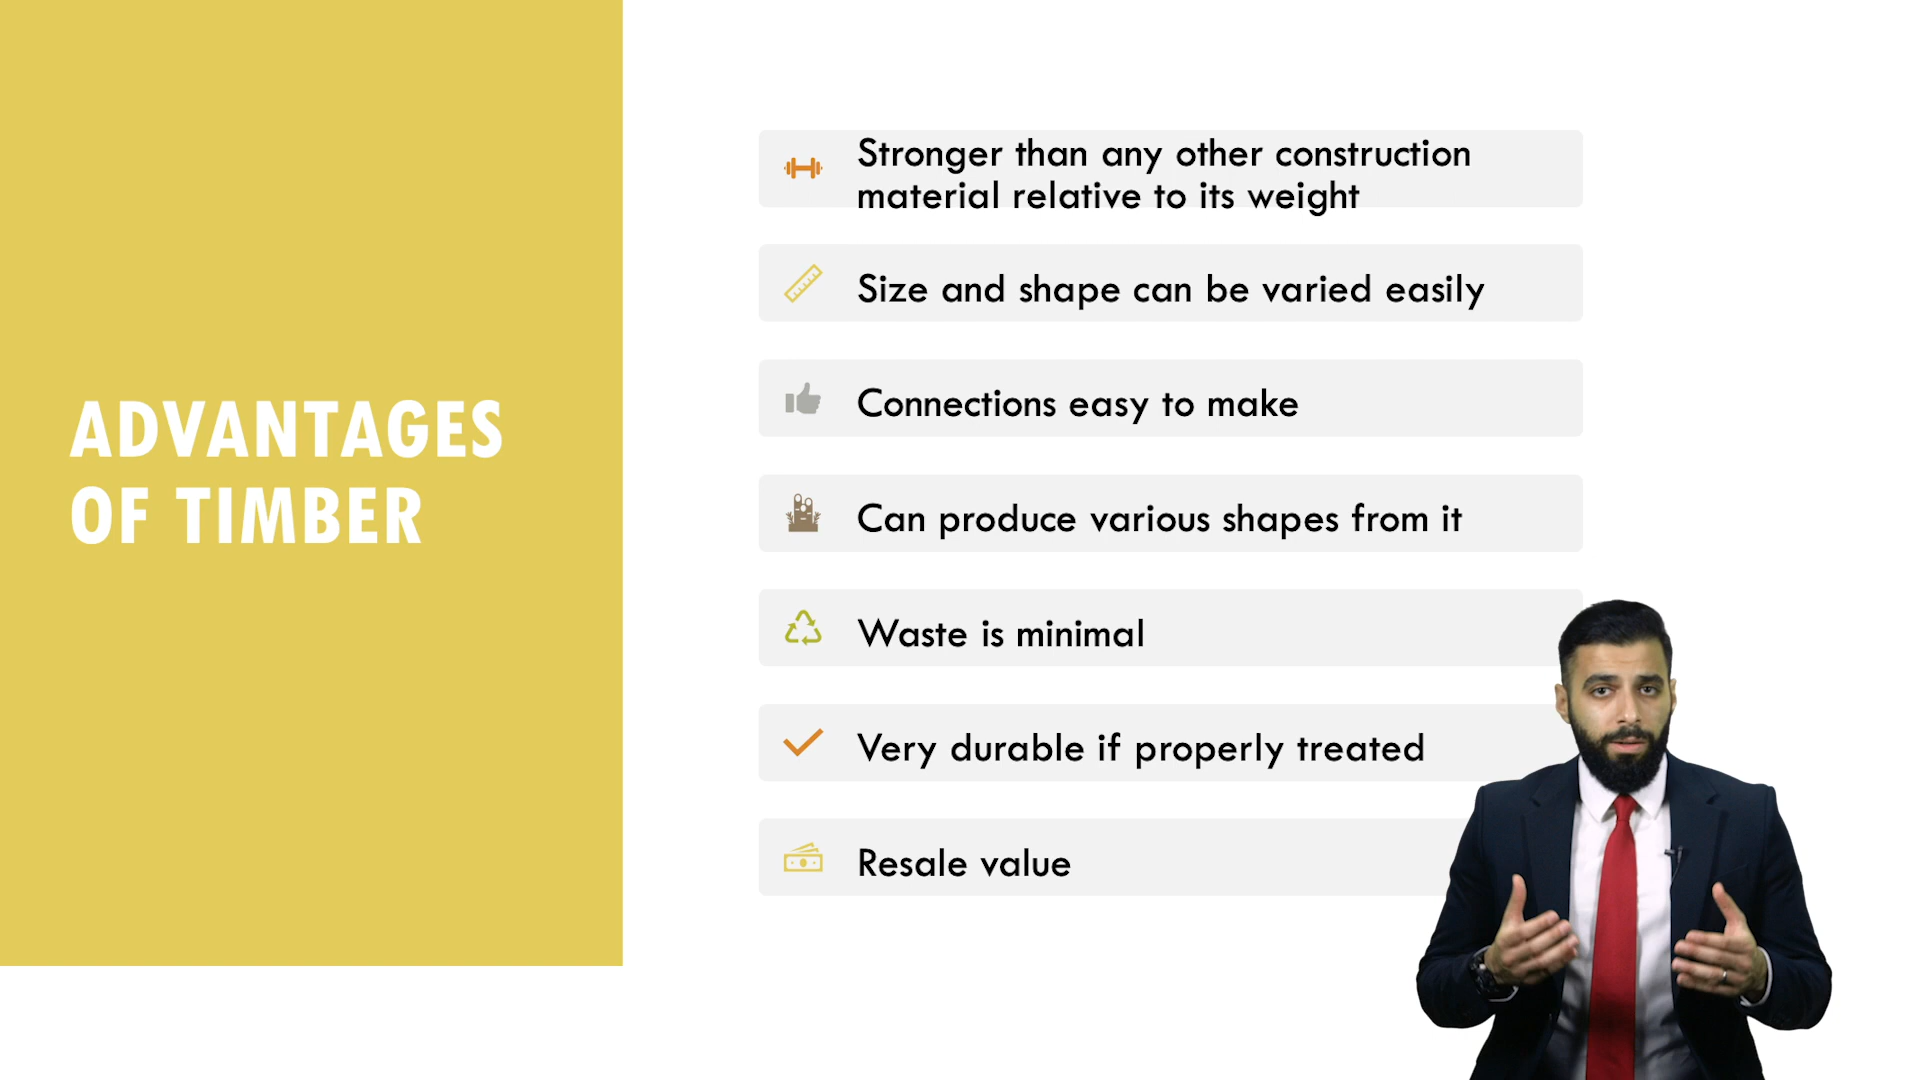 ADVANTAGES
OF TIMBER
Stronger than any other construction
material relative to its weight
Size and shape can be varied easily
Connections easy to make
Can produce various shapes from it
Waste is minimal
Very durable if properly treated
Resale value